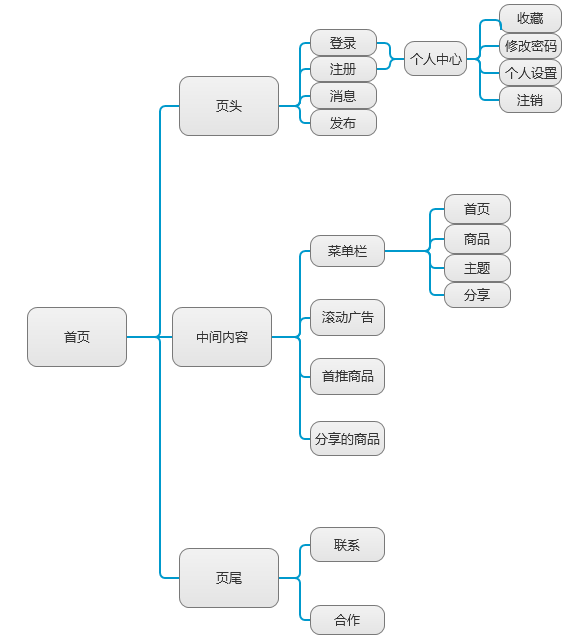 首页
页头
登录
注册
消息
发布
个人中心
收藏
修改密码
个人设置
注销
中间内容
菜单栏
首页
商品
主题
分享
滚动广告
首推商品
分享的商品
页尾
联系
合作